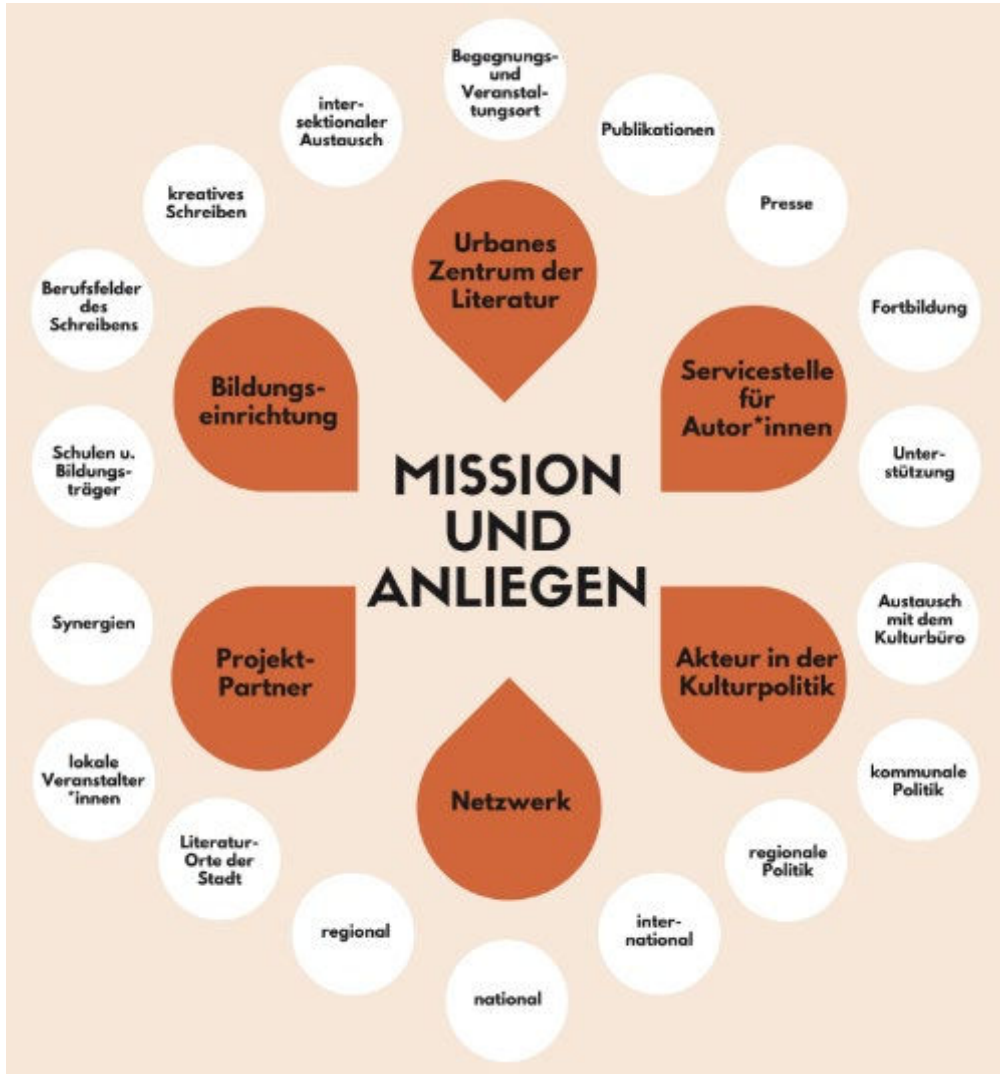 Begegnungs-
und
Veranstal-
tungsort
inter-
sektionaler
Austausch
Publikationen
kreatives
Schreiben
Presse
Urbanes
Zentrum der
Literatur
Berufsfelder
des
Schreibens
Fortbildung
Bildungs-
einrichtung
Servicestelle
für
Autor*innen
Schulen u.
Bildungs-
träger
Unter-
stützung
MISSION
UND
ANLIEGEN
Synergien
Austausch
mit dem
Kulturbüro
Projekt-
Partner
Akteur in der
Kulturpolitik
lokale
Veranstalter
*innen
kommunale
Politik
Netzwerk
Literatur-
Orte der
Stadt
regionale
Politik
regional
inter-
national
national